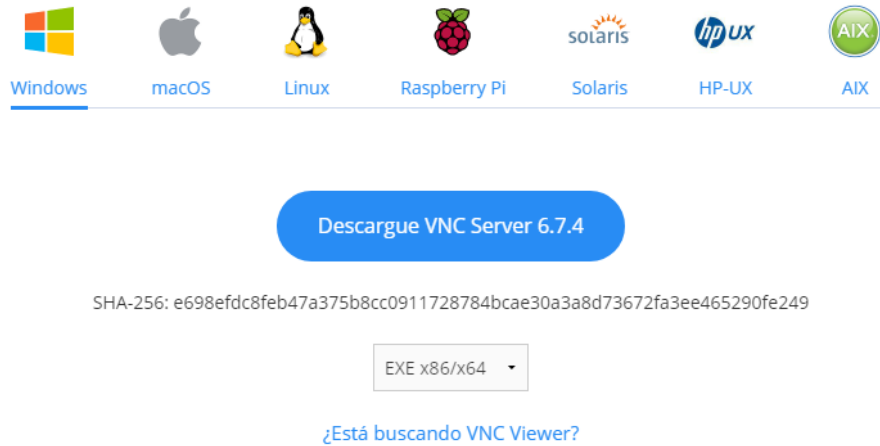 solaris hp UX AIX
Windows macOS Linux Raspberry Pi Solaris HP-UX AIX
Descargue VNC Server 6.7.4
SHA-256: e698efdc8feb47a375b8cc0911728784bcae30a3a8d73672fa3ee465290fe249
EXE x86/x64
¿Está buscando VNC Viewer?